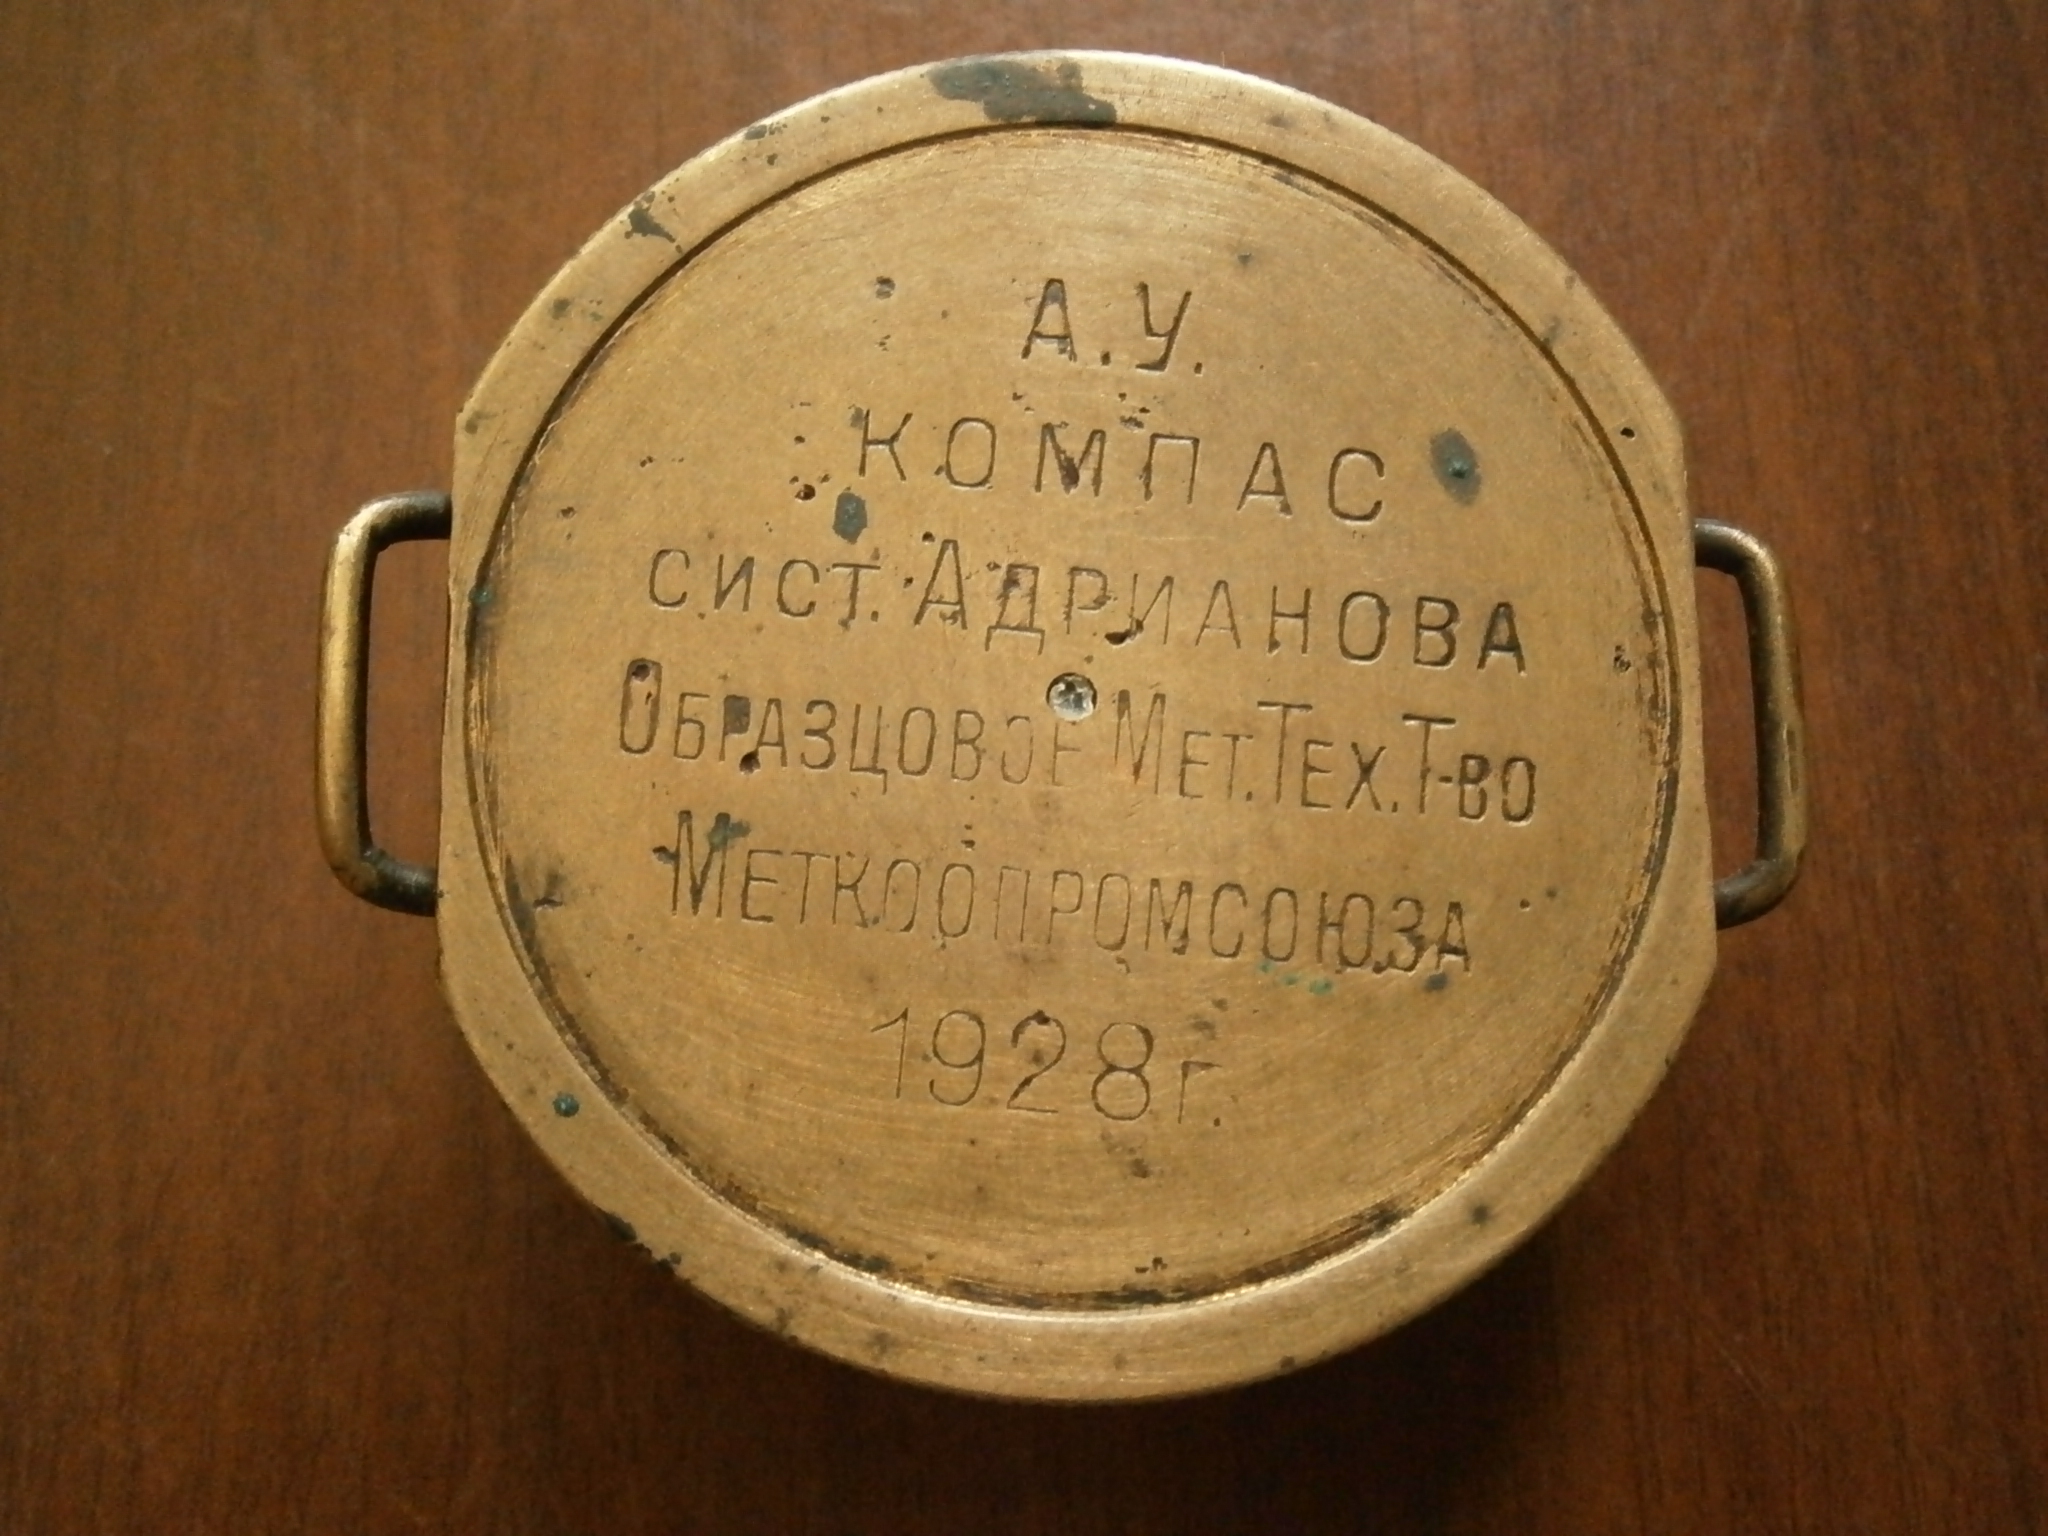 А.У.
КОМПАС
СИСТ. АДРИАНОВА
ОБРАЗЦОВОЕ МЕТ.ТЕХ.Т-ВО
МЕТКООПРОМСОЮЗА
1928г.